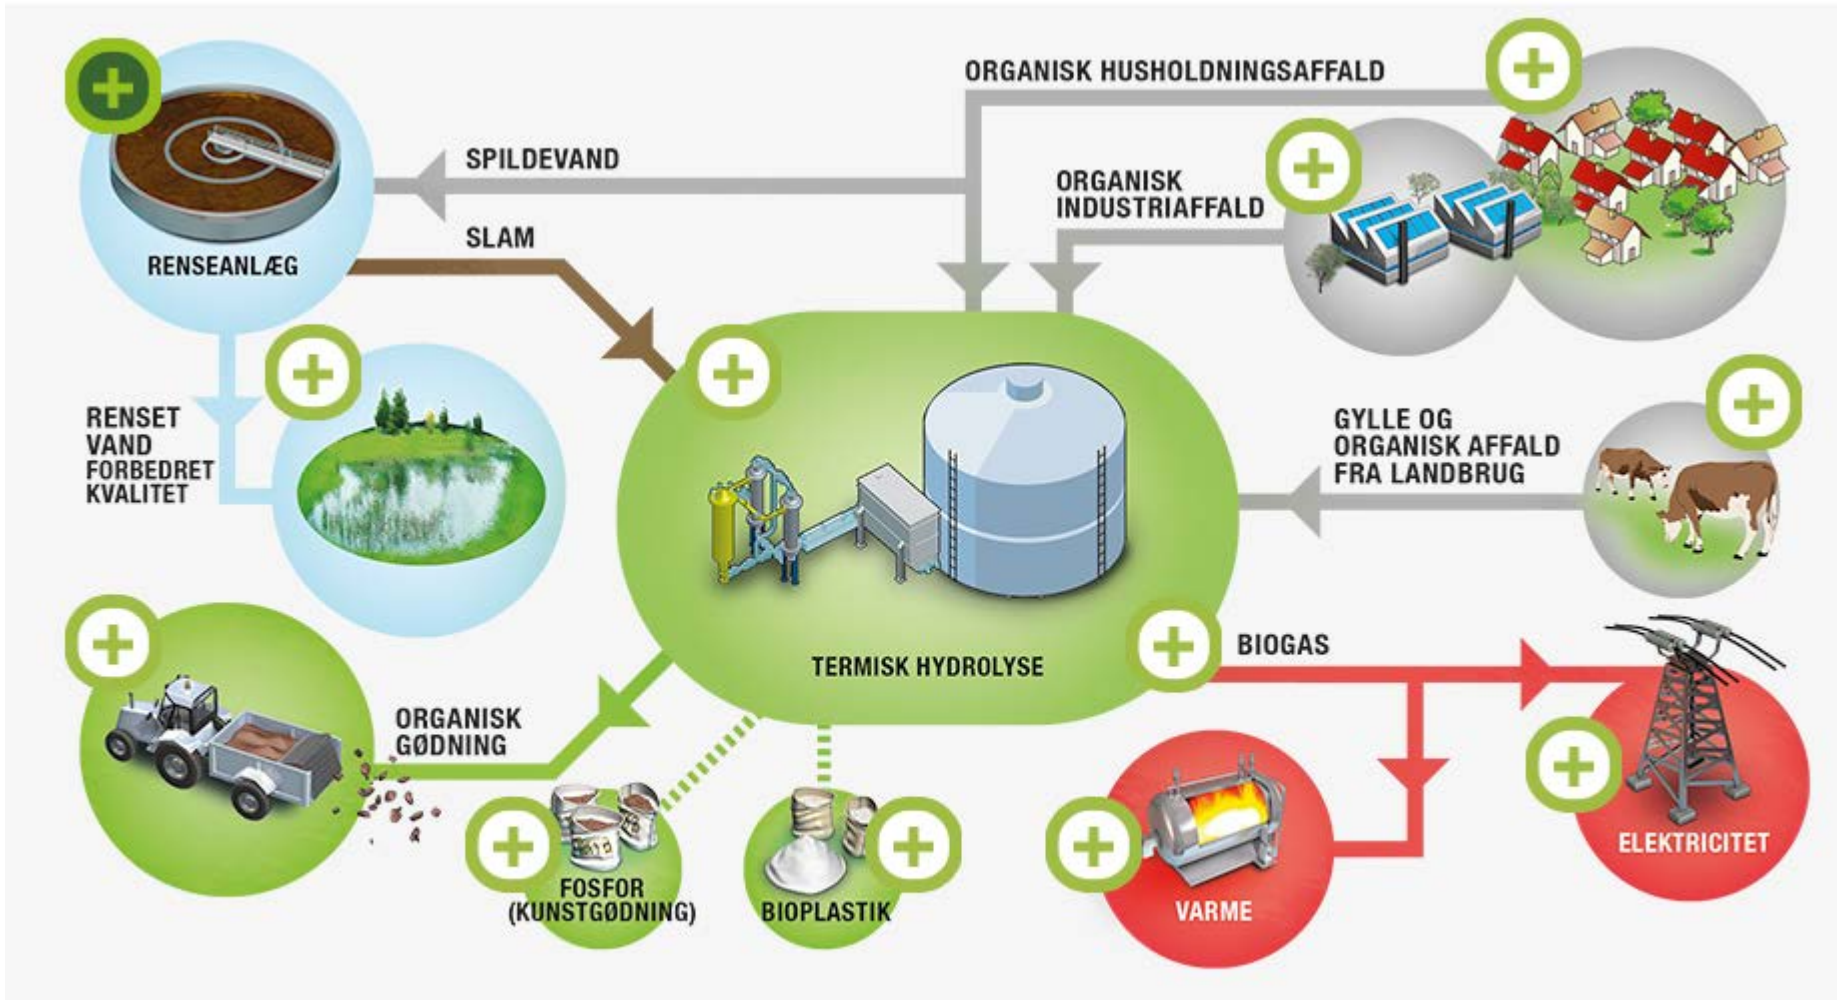 ORGANISK HUSHOLDNINGSAFFALD
SPILDEVAND
ORGANISK
INDUSTRIAFFALD
SLAM
RENSEANLÆG
RENSET
VAND
FORBEDRET
KVALITET
GYLLE OG
ORGANISK AFFALD
FRA LANDBRUG
TERMISK HYDROLYSE
BIOGAS
ORGANISK
GØDNING
FOSFOR
(KUNSTGØDNING)
BIOPLASTIK
VARME
ELEKTRICITET